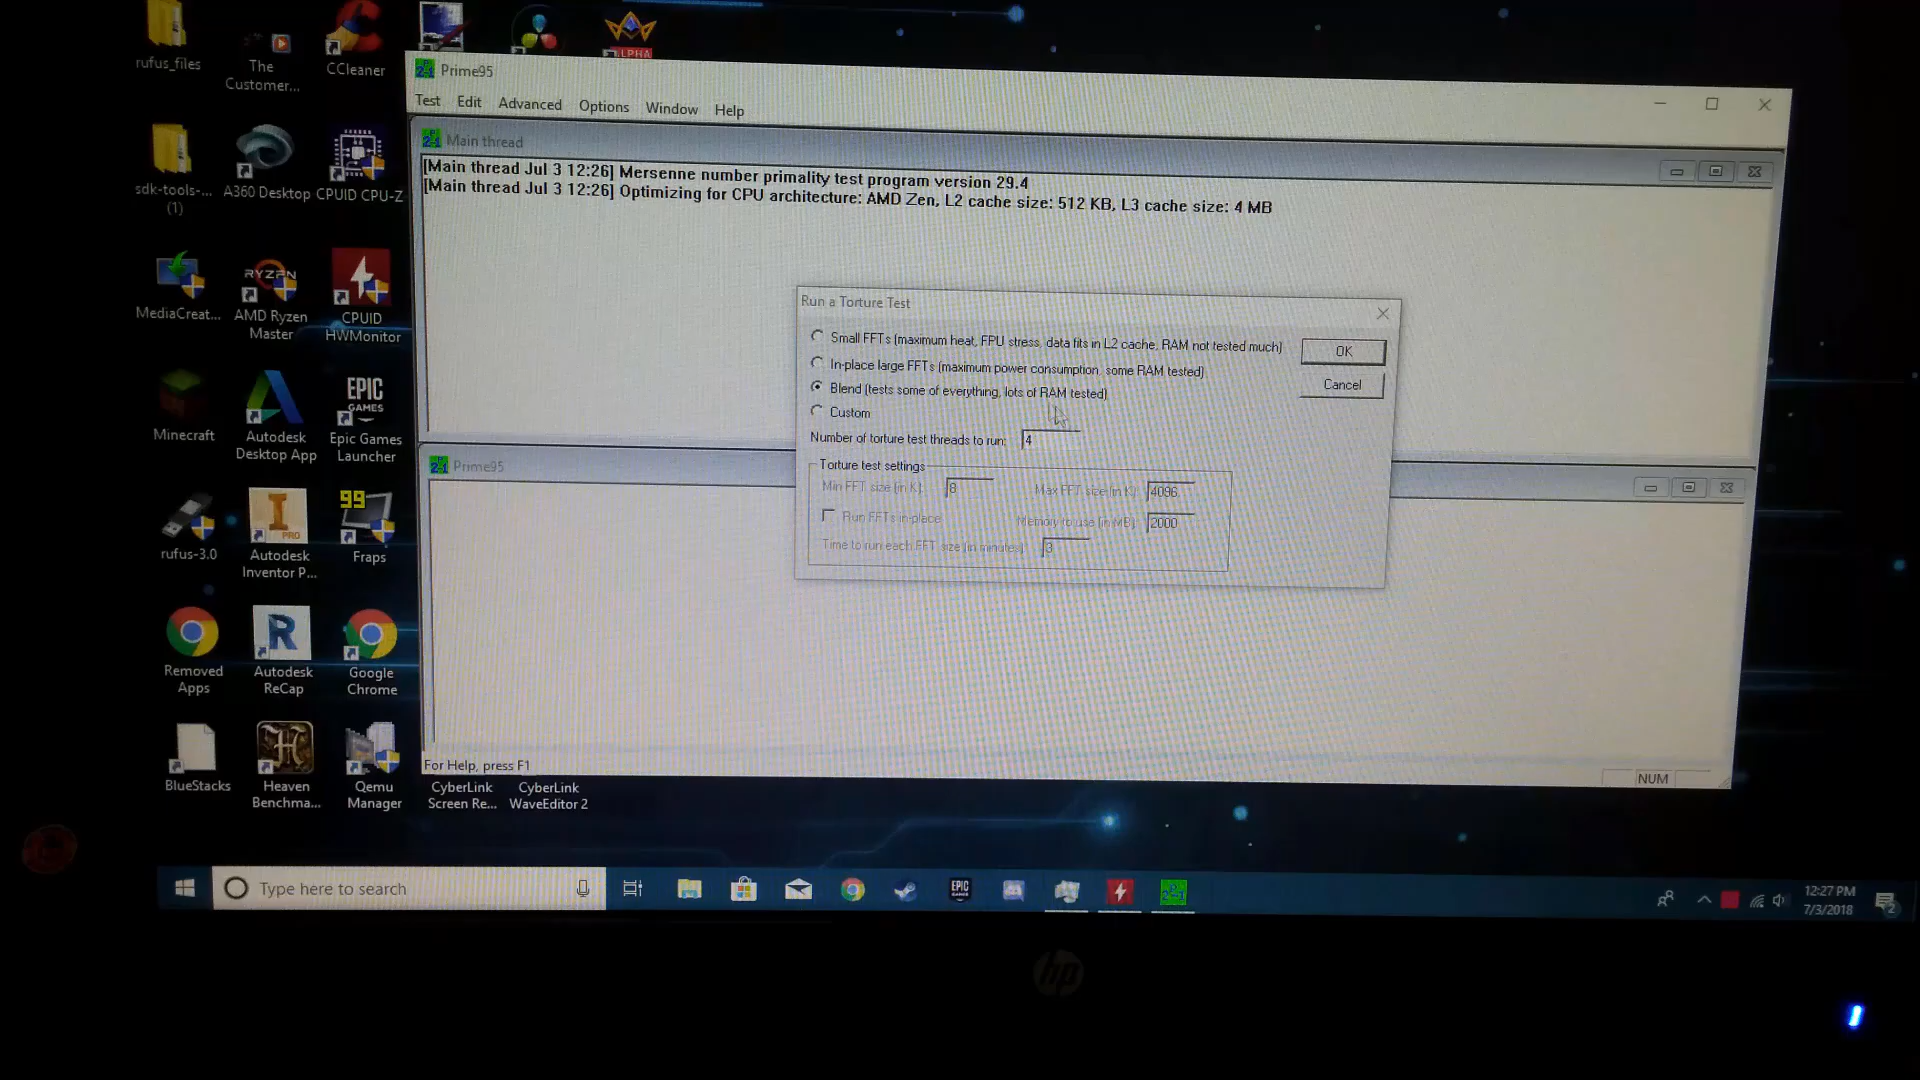 rufus_files
The
Customer...
CCleaner
ALPHA
sdk-tools-...
(1)
A360 Desktop
CPUID CPU-Z
MediaCreat...
RYZEN
AMD Ryzen
Master
CPUID
HWMonitor
Minecraft
Autodesk
Desktop App
EPIC
GAMES
Epic Games
Launcher
rufus-3.0
PRO
Autodesk
Inventor P...
99
Fraps
Removed
Apps
Autodesk
ReCap
Google
Chrome
BlueStacks
Heaven
Benchma...
Qemu
Manager
CyberLink
Screen Re...
CyberLink
WaveEditor 2
Prime95
Test Edit Advanced Options Window Help
Main thread
[Main thread Jul 3 12:26] Mersenne number primality test program version 29.4
[Main thread Jul 3 12:26] Optimizing for CPU architecture: AMD Zen, L2 cache size: 512 KB, L3 cache size: 4 MB
Prime95
Run a Torture Test
Small FFTs (maximum heat, FPU stress, data fits in L2 cache, RAM not tested much)
In-place large FFTs (maximum power consumption, some RAM tested)
Blend (tests some of everything, lots of RAM tested)
Custom
OK
Cancel
Number of torture test threads to run: 4
Torture test settings
Min FFT size (in K): 8
Max FFT size (in K): 4096
Run FFTs in-place
Memory to use (in MB): 2000
Time to run each FFT size (in minutes): 3
For Help, press F1
NUM
Type here to search
EPIC
12:27 PM
7/3/2018
2
hp